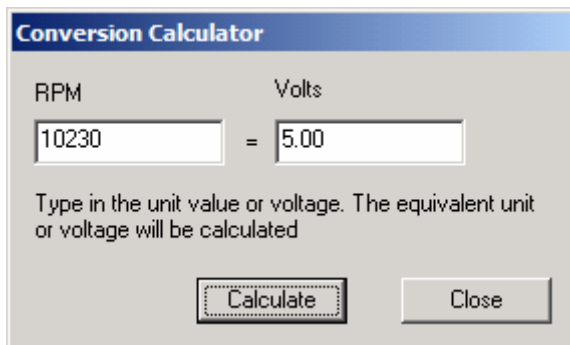 Conversion Calculator
RPM Volts
10230 = 5.00
Type in the unit value or voltage. The equivalent unit
or voltage will be calculated
Calculate Close